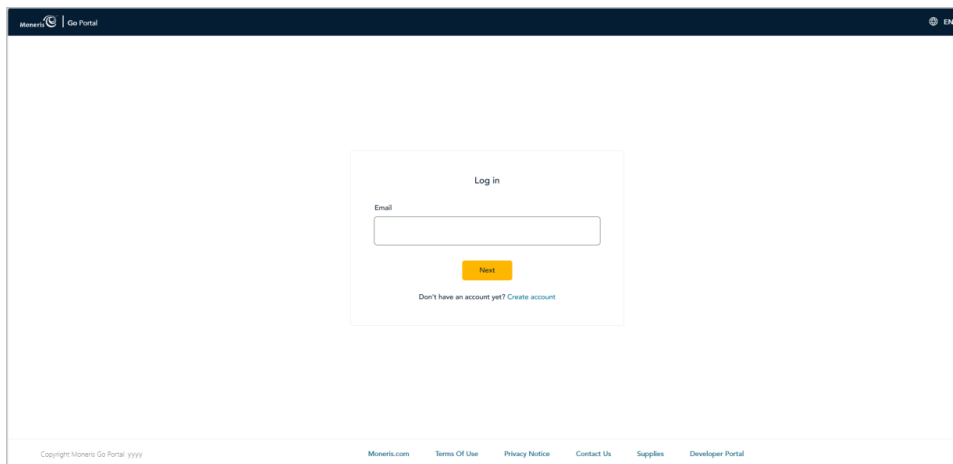 Moneris Go Portal EN
Log in
Email
Next
Don't have an account yet? Create account
Copyright Moneris Go Portal yyyy Moneris.com Terms Of Use Privacy Notice Contact Us Supplies Developer Portal